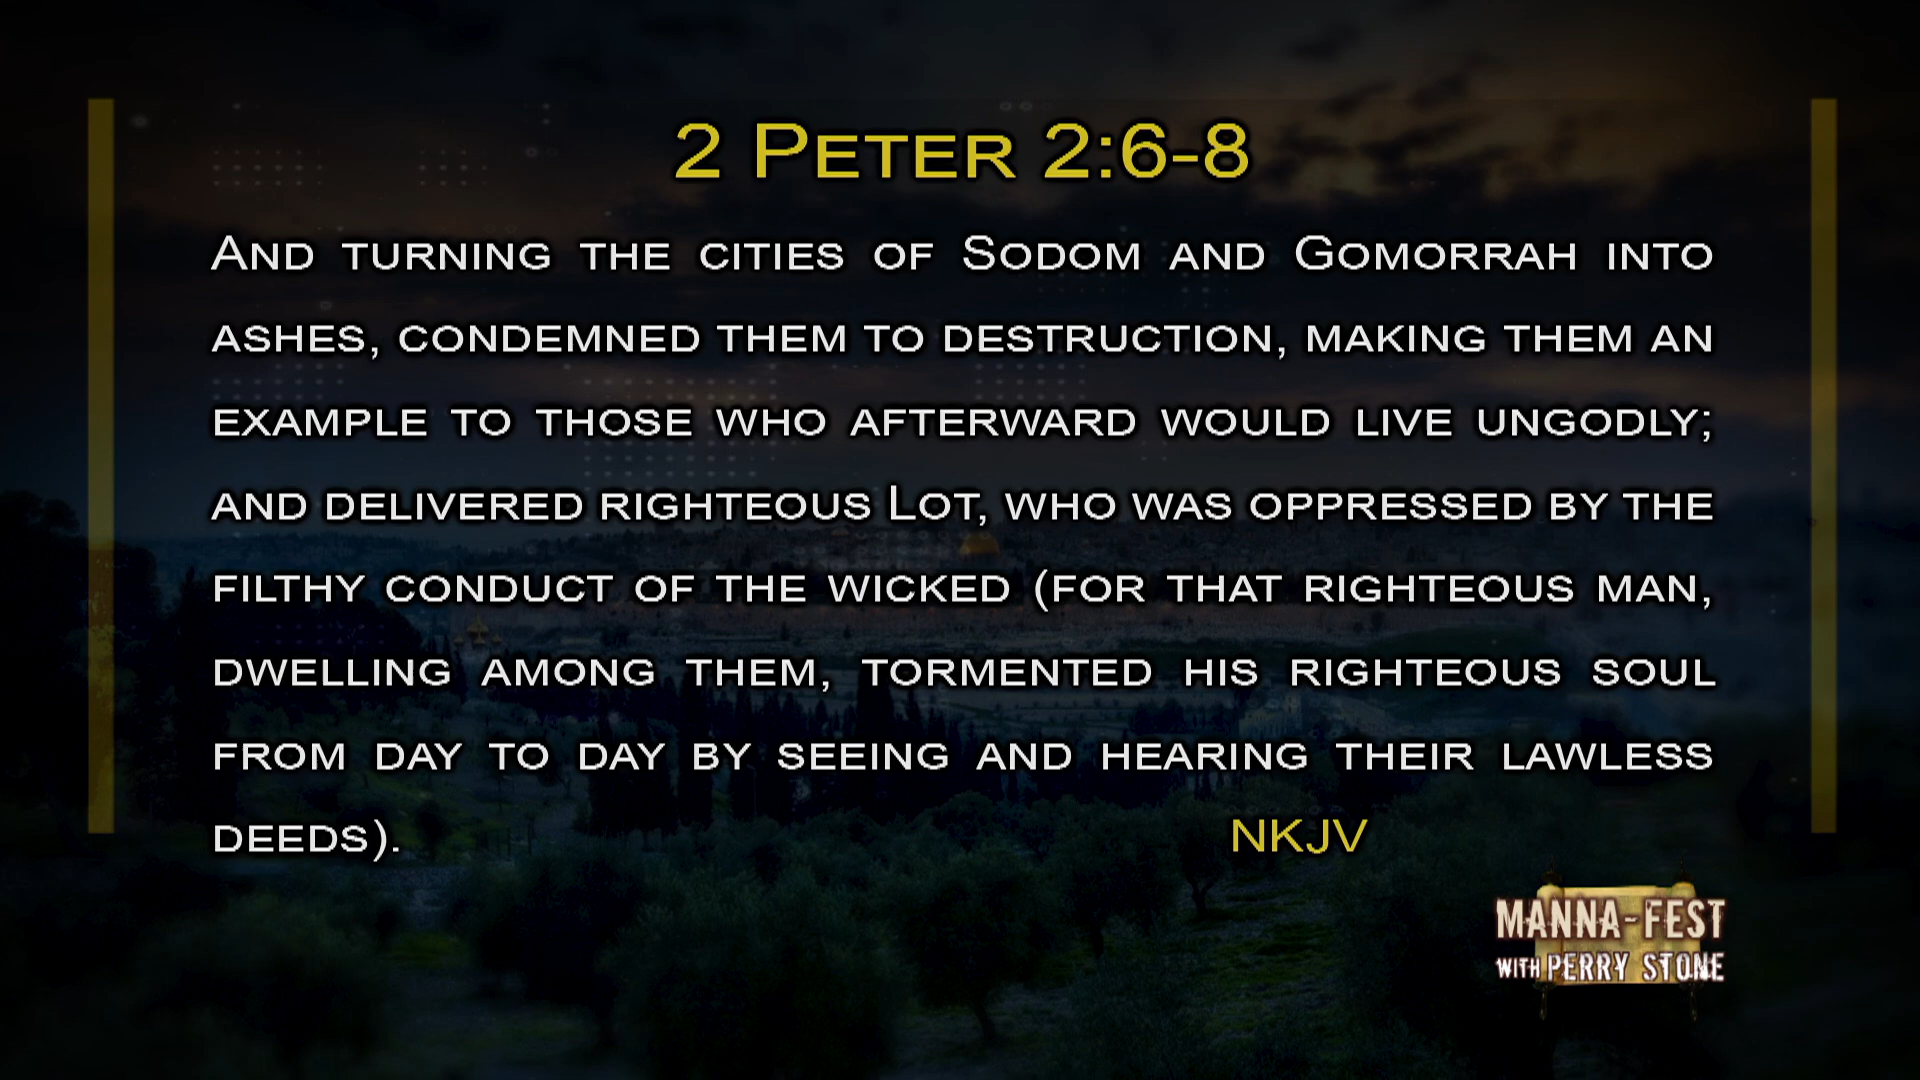 2 Peter 2:6-8
And turning the cities of Sodom and Gomorrah into
ashes, condemned them to destruction, making them an
example to those who afterward would live ungodly;
and delivered righteous Lot, who was oppressed by the
filthy conduct of the wicked (for that righteous man,
dwelling among them, tormented his righteous soul
from day to day by seeing and hearing their lawless
deeds). NKJV
MANNA-FEST
WITH PERRY STONE